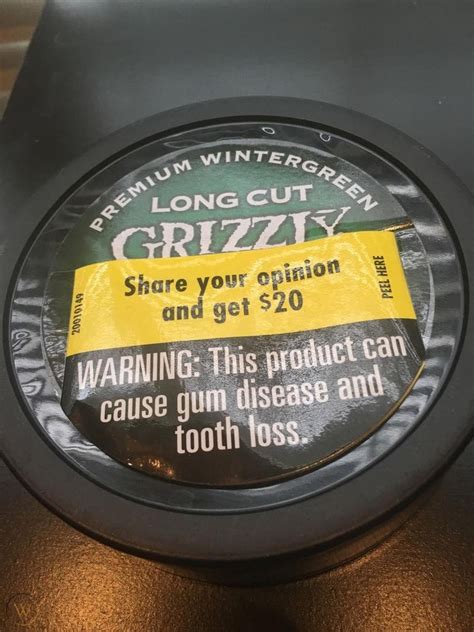 PREMIUM WINTERGREEN
LONG CUT
GRIZZLY
Share your opinion
and get $20
20010149
PEEL HERE
WARNING: This product can
cause gum disease and
tooth loss.